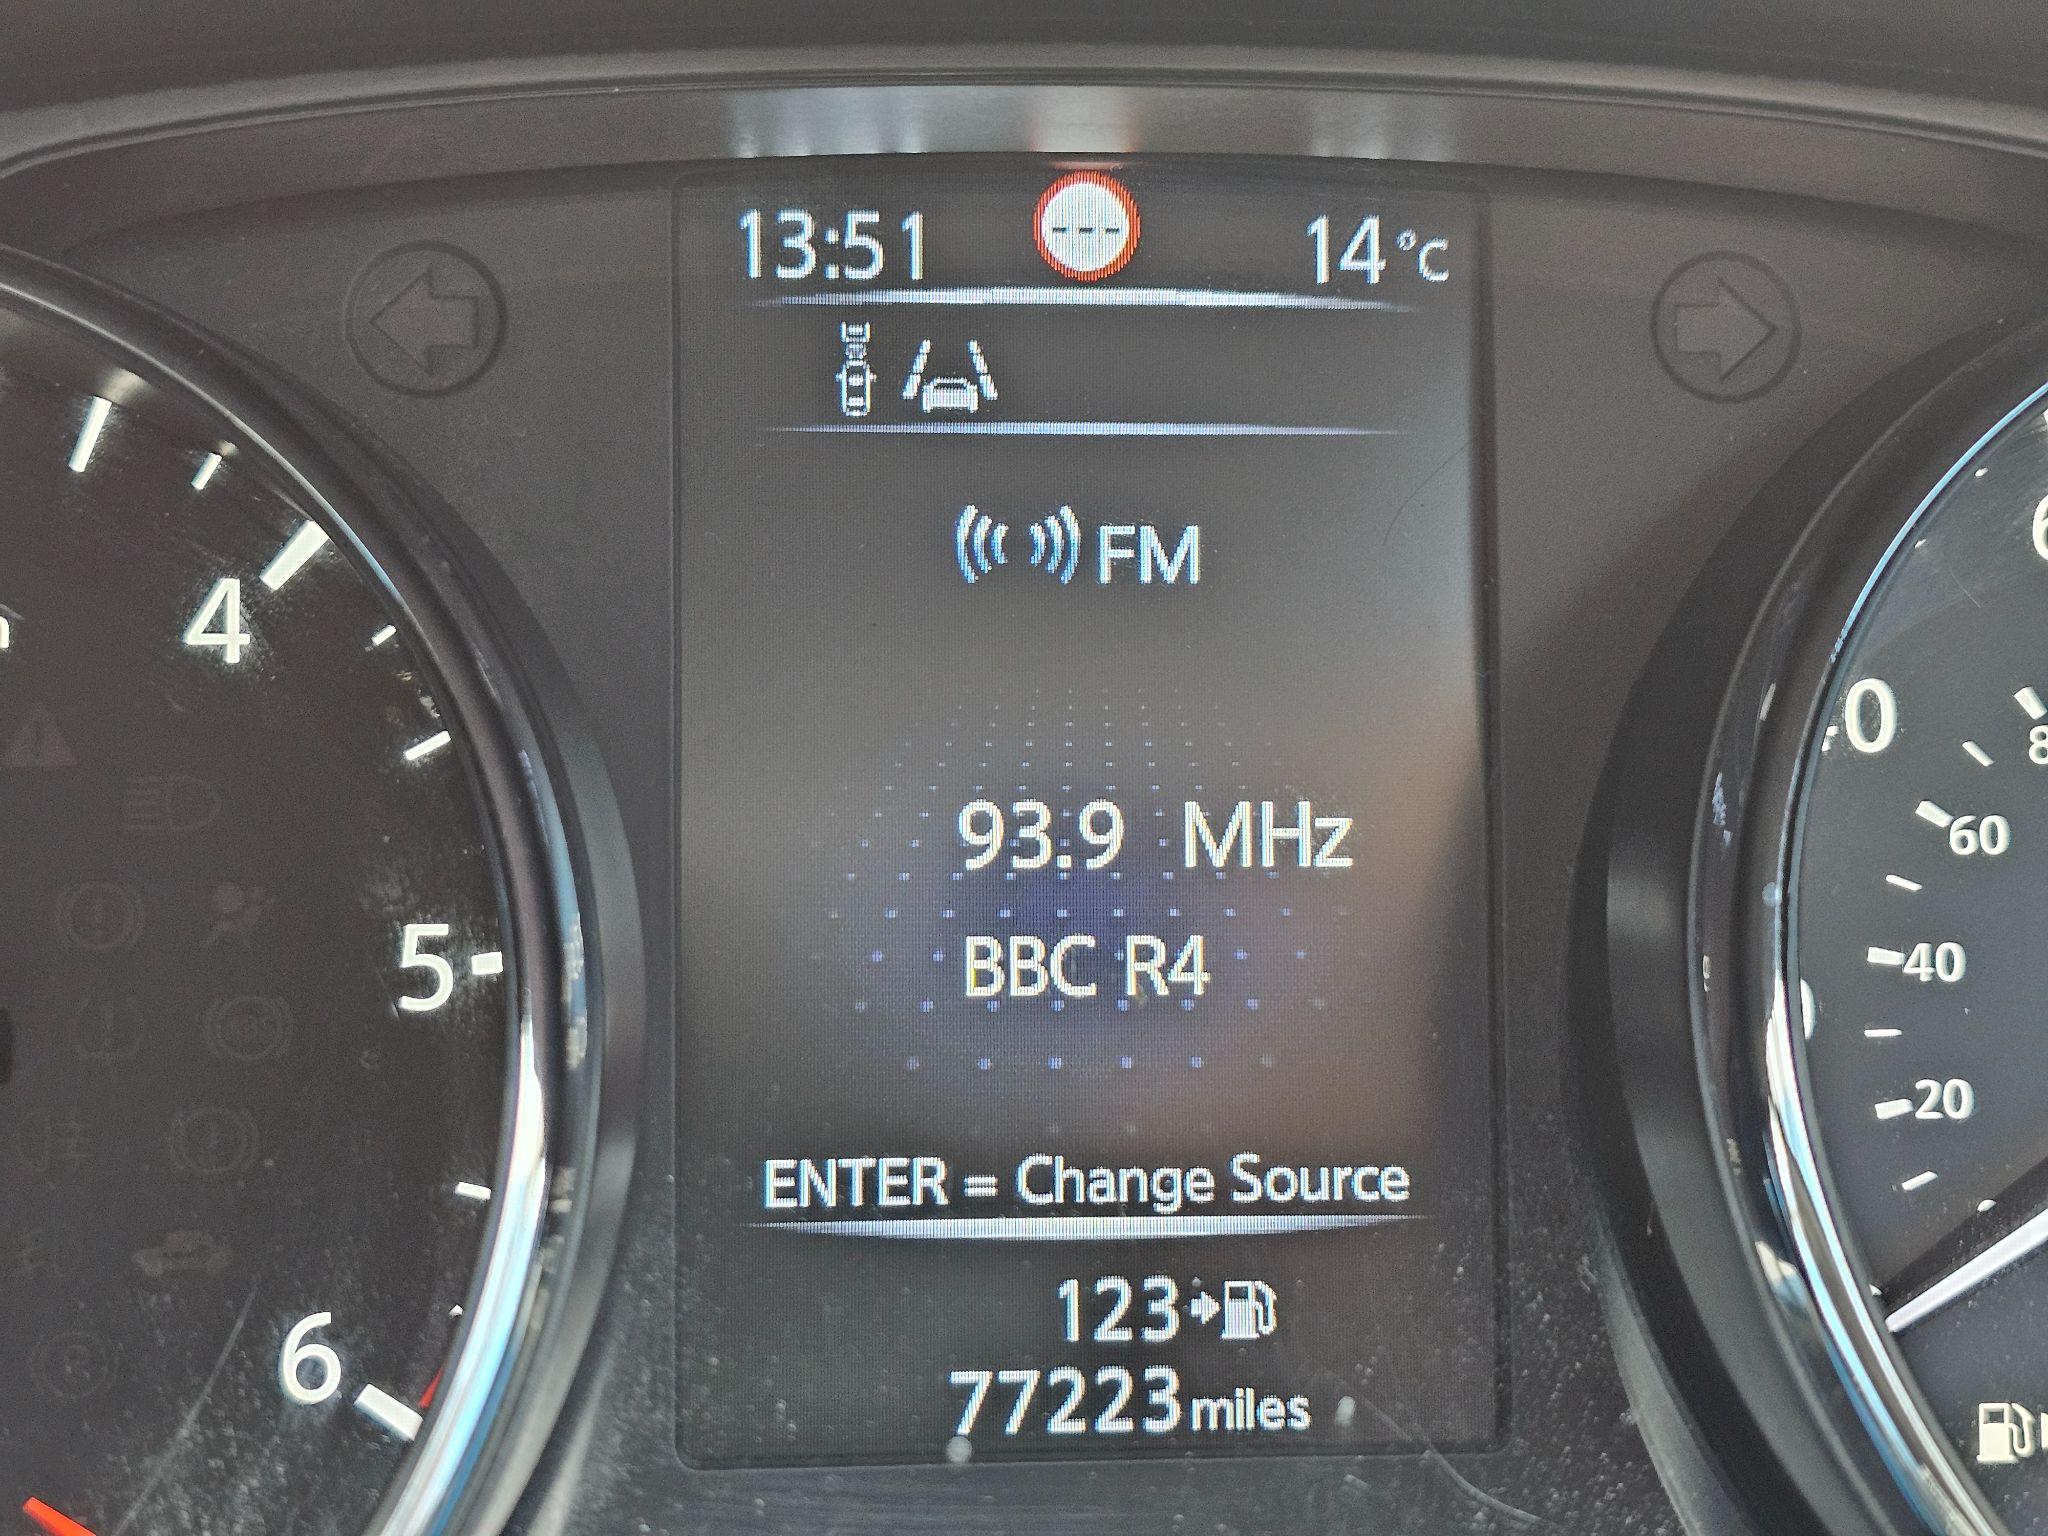 13:51 --- 14°C
FM
4
93.9 MHz
BBC R4
5
ENTER = Change Source
6
123
77223 miles
0
60
40
20